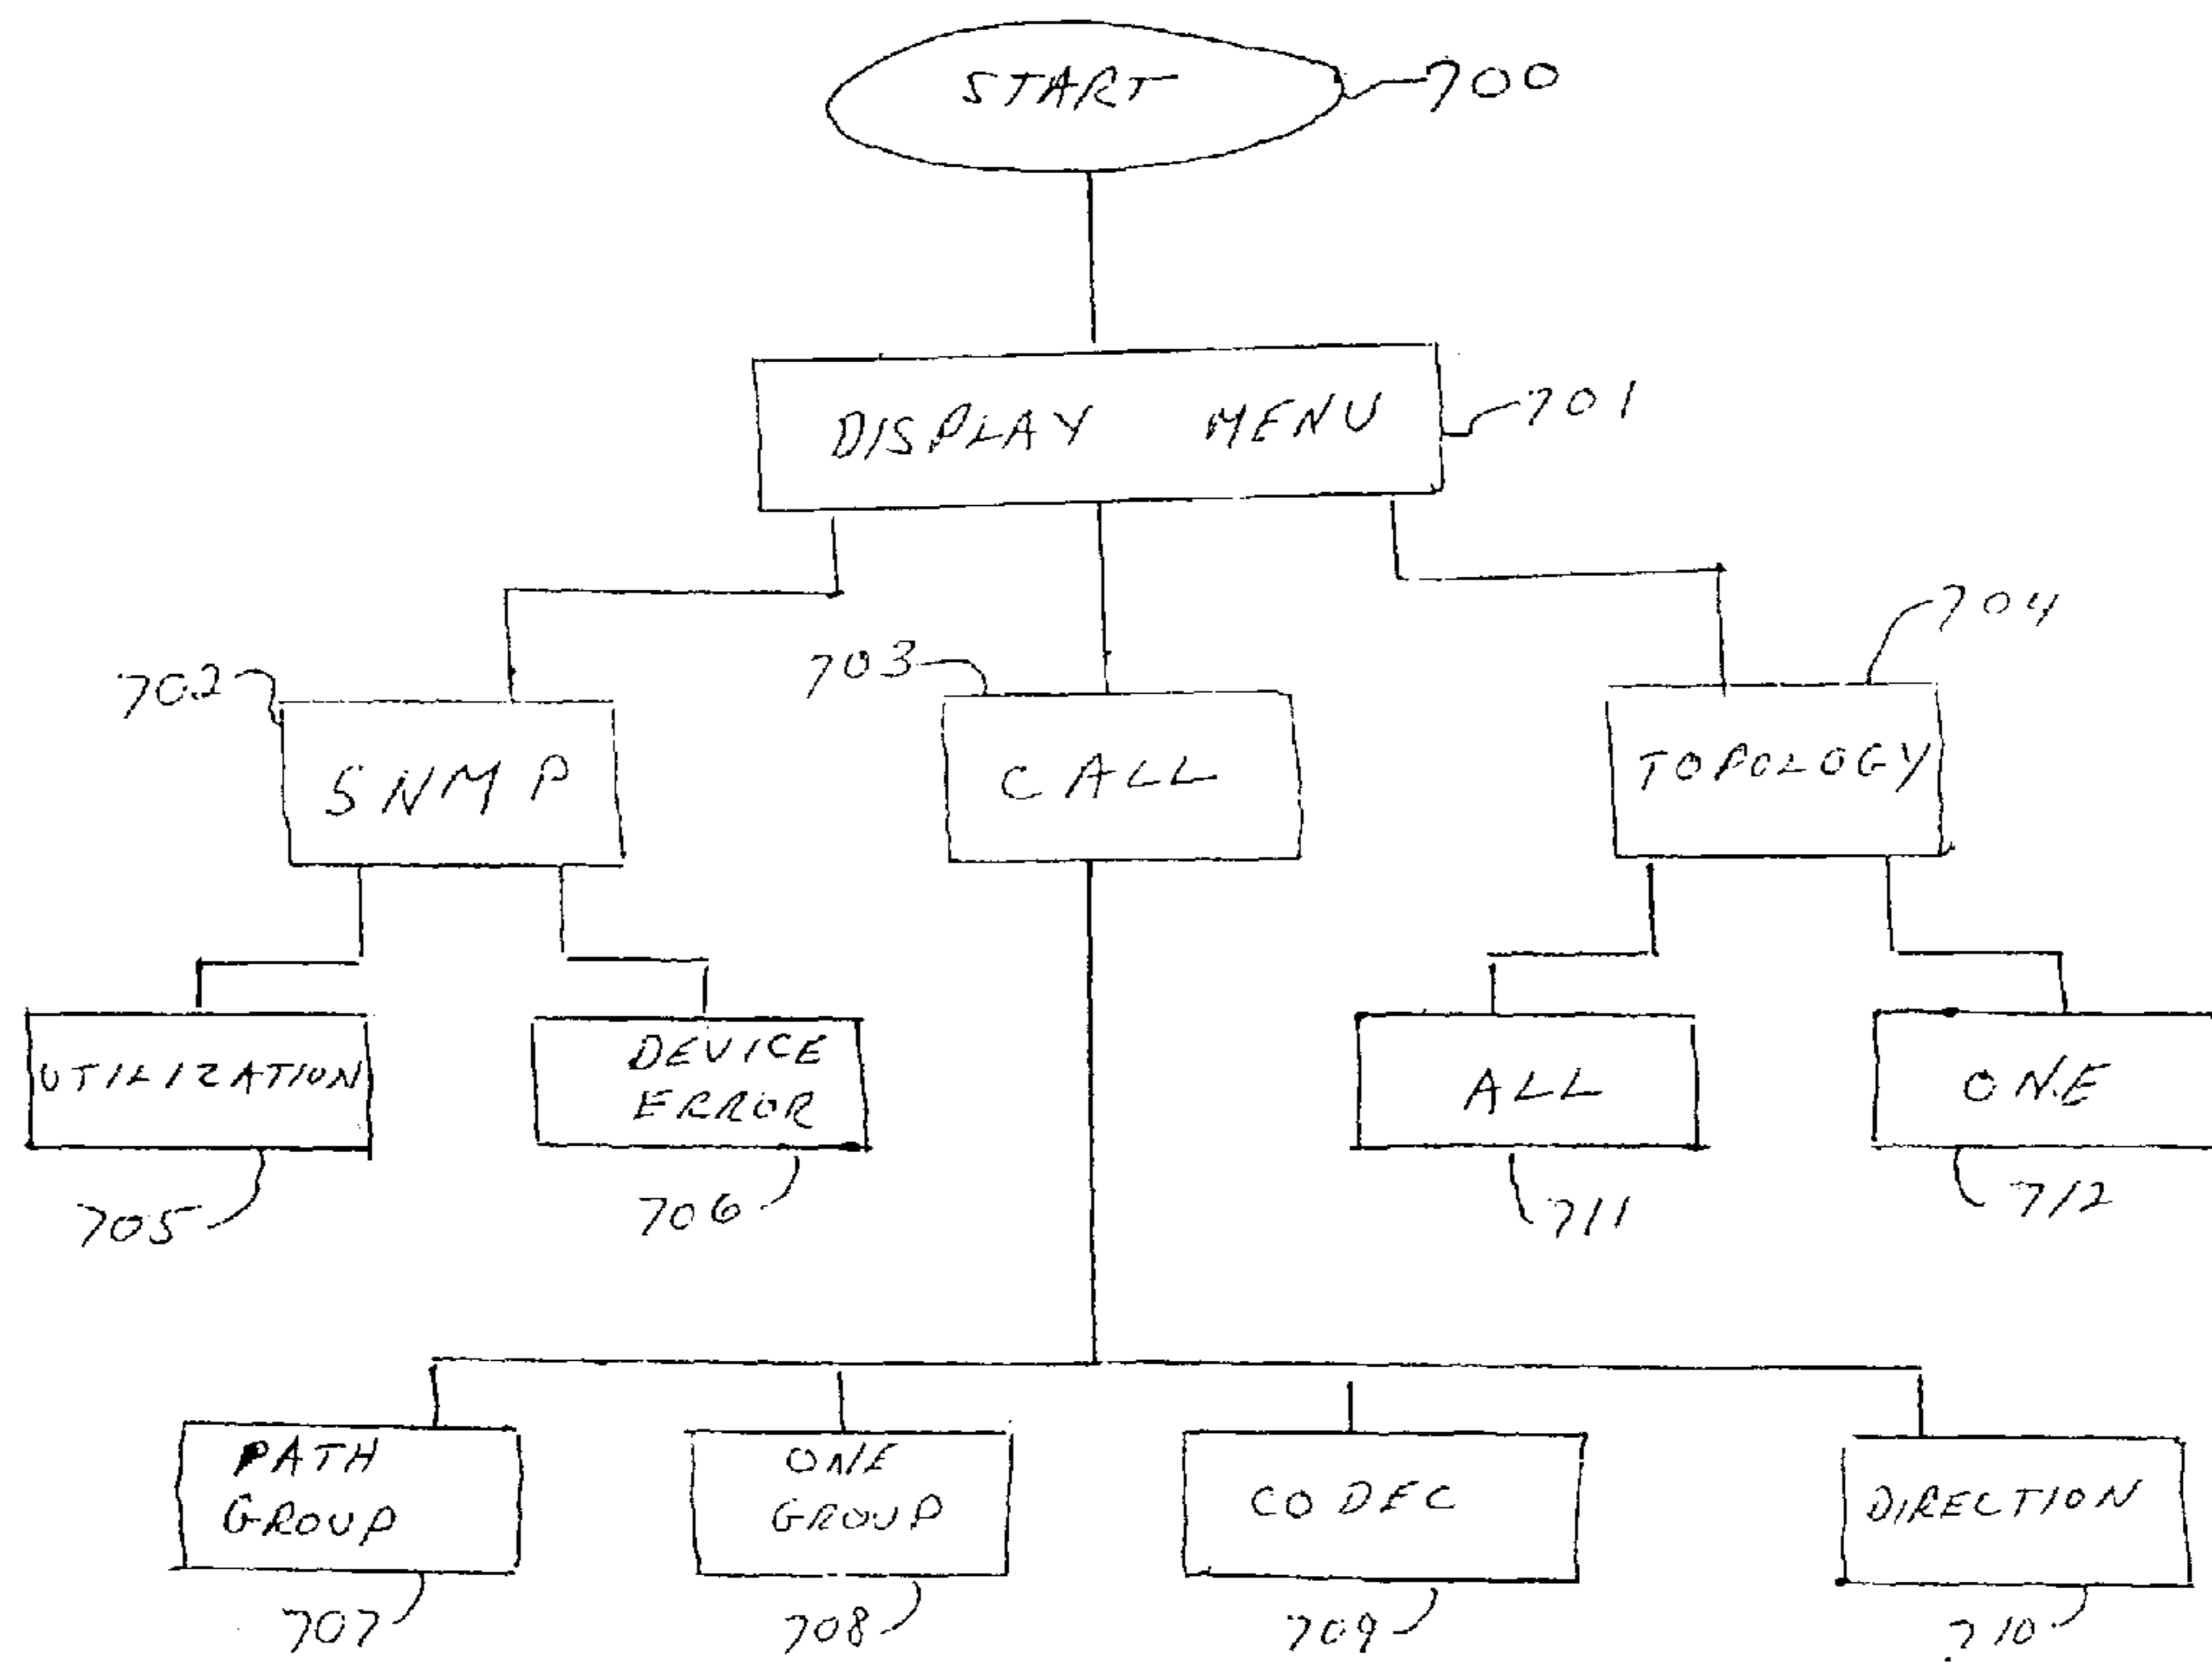 START
700
DISPLAY MENU
701
704
703
702
SNMP
CALL
TOPOLOGY
UTILIZATION
DEVICE
ERROR
ALL
ONE
705
706
711
712
PATH
GROUP
ONE
GROUP
CODEC
DIRECTION
707
708
709
710